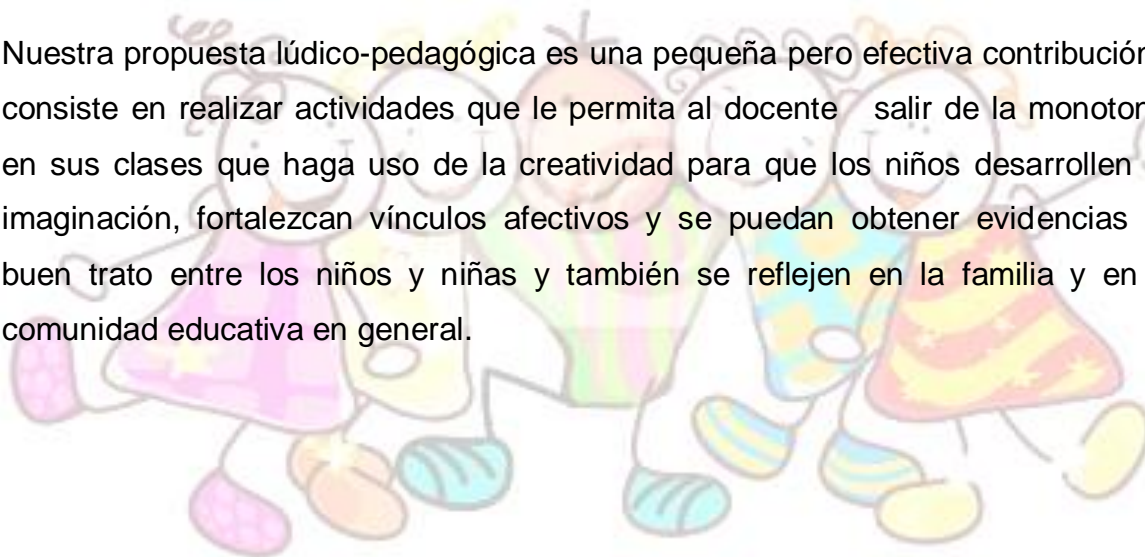 Nuestra propuesta lúdico-pedagógica es una pequeña pero efectiva contribución
consiste en realizar actividades que le permita al docente salir de la
en sus clases que haga uso de la creatividad para que los niños desarrollen
imaginación, fortalezcan vínculos afectivos y se puedan obtener evidencias
buen trato entre los niños y niñas y también se reflejen en la familia y en
comunidad educativa en general.